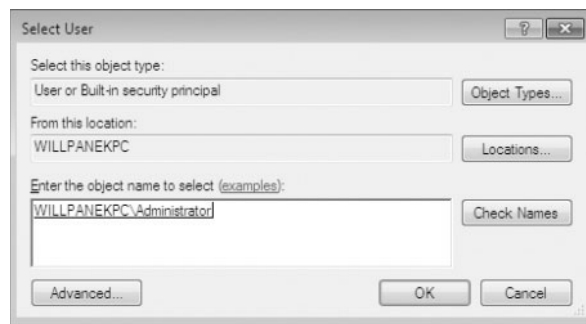 Select User
Select this object type:
User or Built-in security principal
Object Types...
From this location:
WILLPANEKPC
Locations...
Enter the object name to select (examples):
WILLPANEKPC\Administrator
Check Names
Advanced...
OK
Cancel